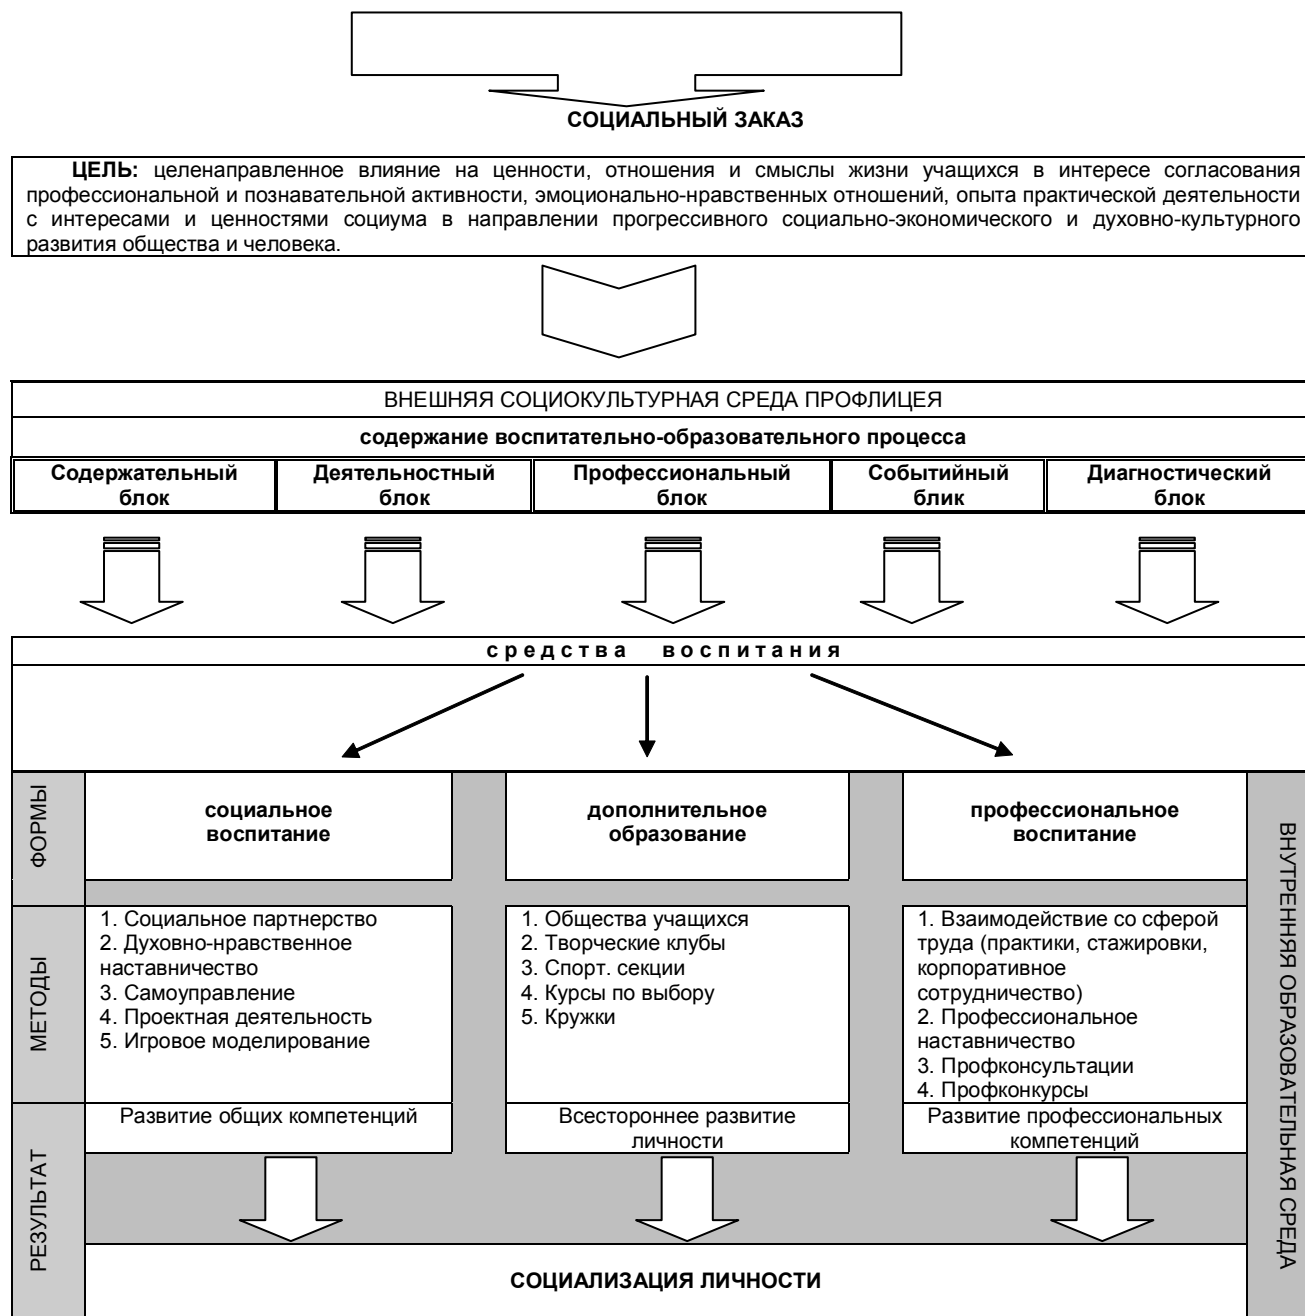 СОЦИАЛЬНЫЙ ЗАКАЗ
ЦЕЛЬ: целенаправленное влияние на ценности, отношения и смыслы жизни учащихся в интересе согласования
профессиональной и познавательной активности, эмоционально-нравственных отношений, опыта практической деятельности
с интересами и ценностями социума в направлении прогрессивного социально-экономического и духовно-культурного
развития общества и человека.
ВНЕШНЯЯ СОЦИОКУЛЬТУРНАЯ СРЕДА ПРОФЛИЦЕЯ
содержание воспитательно-образовательного процесса
Содержательный
блок
Деятельностный
блок
Профессиональный
блок
Событийный
блик
Диагностический
блок
средства воспитания
ФОРМЫ
социальное
воспитание
дополнительное
образование
профессиональное
воспитание
МЕТОДЫ
1. Социальное партнерство
2. Духовно-нравственное
наставничество
3. Самоуправление
4. Проектная деятельность
5. Игровое моделирование
1. Общества учащихся
2. Творческие клубы
3. Спорт. секции
4. Курсы по выбору
5. Кружки
1. Взаимодействие со сферой
труда (практики, стажировки,
корпоративное
сотрудничество)
2. Профессиональное
наставничество
3. Профконсультации
4. Профконкурсы
РЕЗУЛЬТАТ
Развитие общих компетенций
Всестороннее развитие
личности
Развитие профессиональных
компетенций
СОЦИАЛИЗАЦИЯ ЛИЧНОСТИ
ВНУТРЕННЯЯ ОБРАЗОВАТЕЛЬНАЯ СРЕДА